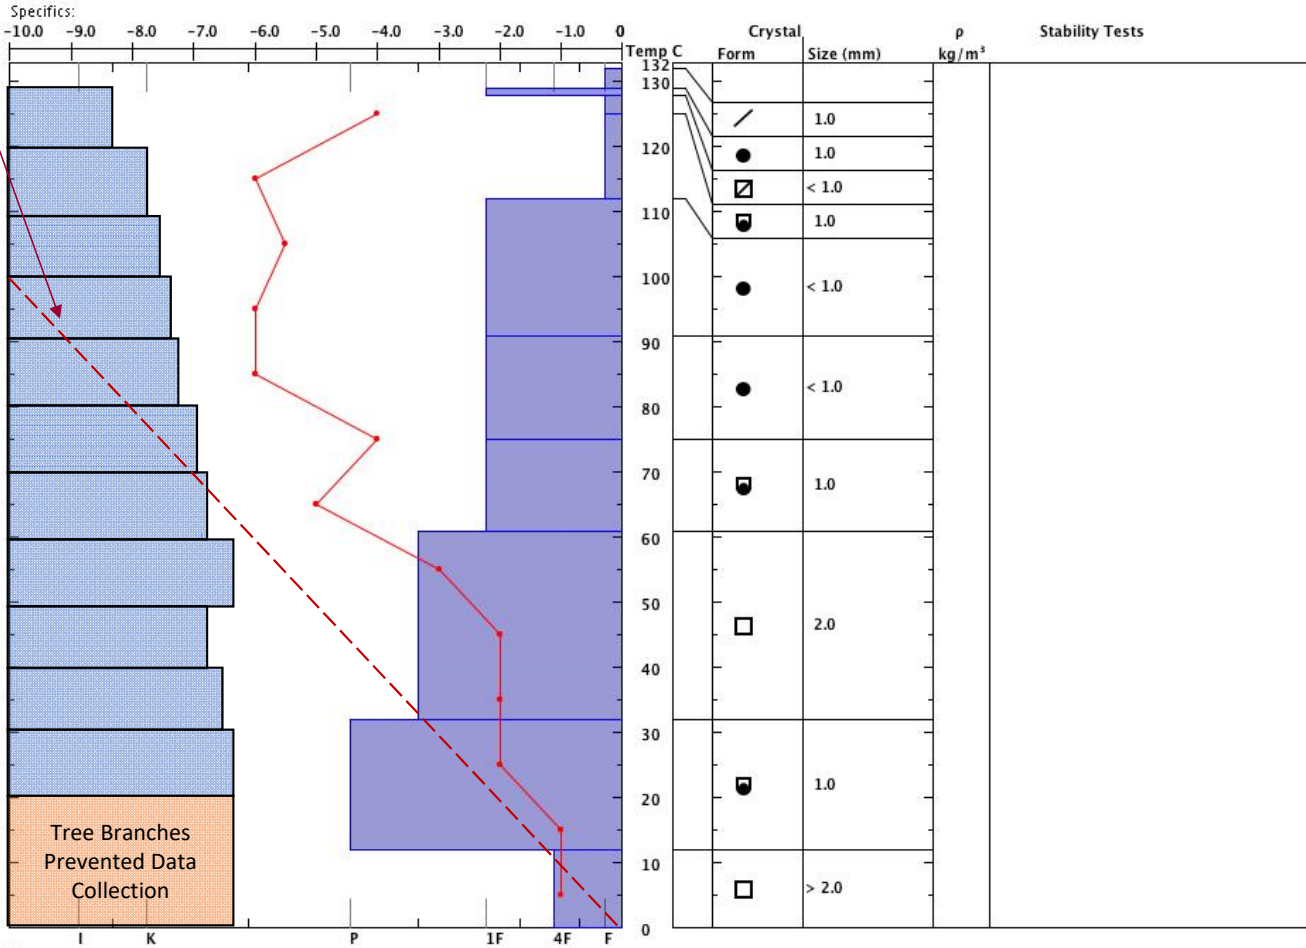 Specifics:
-10.0 -9.0 -8.0 -7.0 -6.0 -5.0 -4.0 -3.0 -2.0 -1.0 0
Temp C
Crystal
Form Size (mm)
ρ
kg/m³
Stability Tests
132
130
120
110
100
90
80
70
60
50
40
30
20
10
0
1.0
1.0
< 1.0
1.0
< 1.0
< 1.0
1.0
2.0
1.0
> 2.0
Tree Branches
Prevented Data
Collection
I K P 1F 4F F